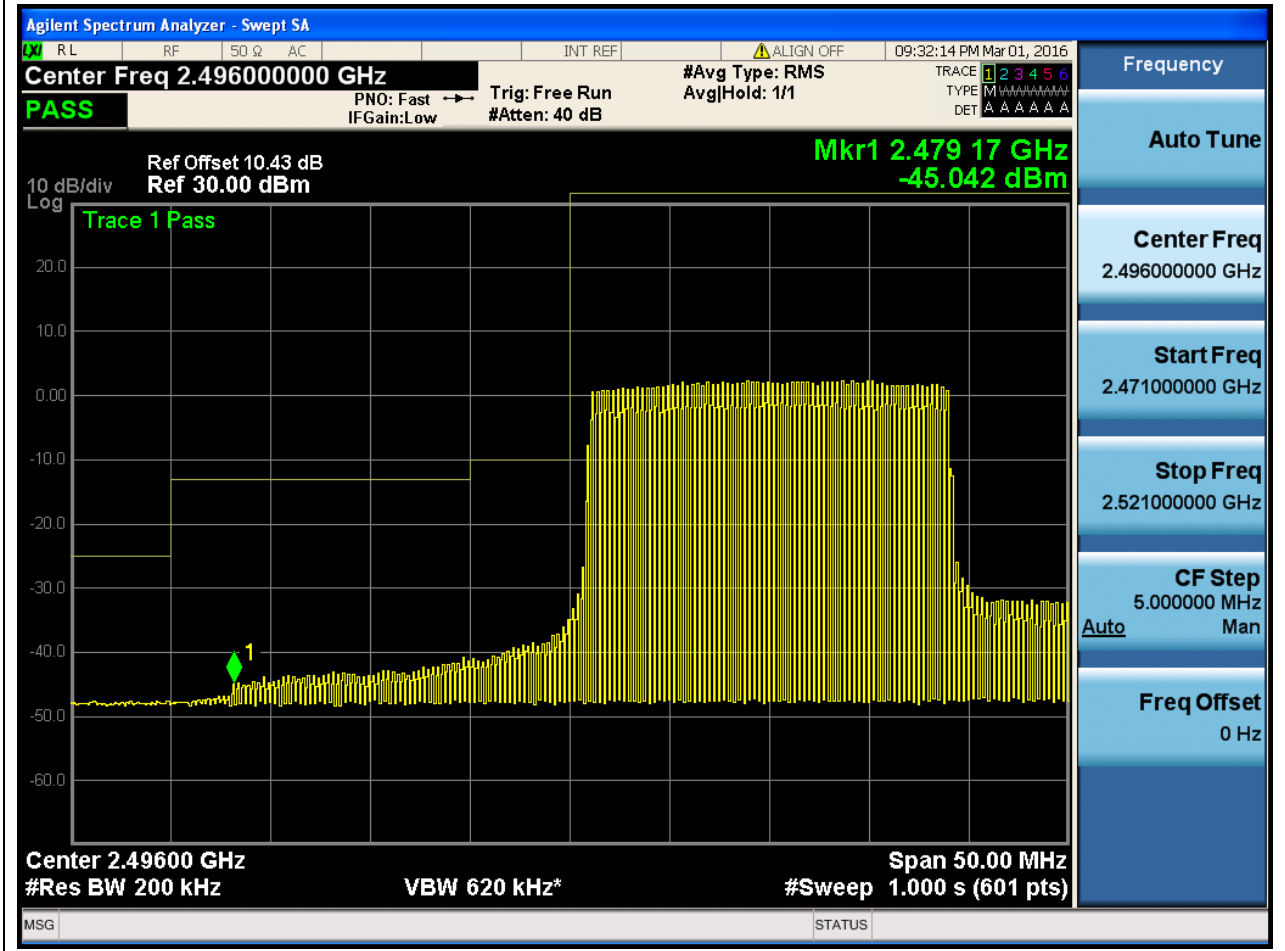 Agilent Spectrum Analyzer - Swept SA
LXI RL RF 50 Ω AC INT REF ALIGN OFF 09:32:14 PM Mar 01, 2016
Center Freq 2.496000000 GHz
PASS
PNO: Fast
IFGain:Low
Trig: Free Run
#Atten: 40 dB
#Avg Type: RMS
Avg|Hold: 1/1
TRACE 1 2 3 4 5 6
TYPE M
DET A A A A A A
Mkr1 2.479 17 GHz
-45.042 dBm
Ref Offset 10.43 dB
10 dB/div Ref 30.00 dBm
Log
Trace 1 Pass
20.0
10.0
0.00
-10.0
-20.0
-30.0
-40.0
-50.0
-60.0
1
Center 2.49600 GHz Span 50.00 MHz
#Res BW 200 kHz VBW 620 kHz* #Sweep 1.000 s (601 pts)
MSG STATUS
Frequency
Auto Tune
Center Freq
2.496000000 GHz
Start Freq
2.471000000 GHz
Stop Freq
2.521000000 GHz
CF Step
5.000000 MHz
Auto Man
Freq Offset
0 Hz